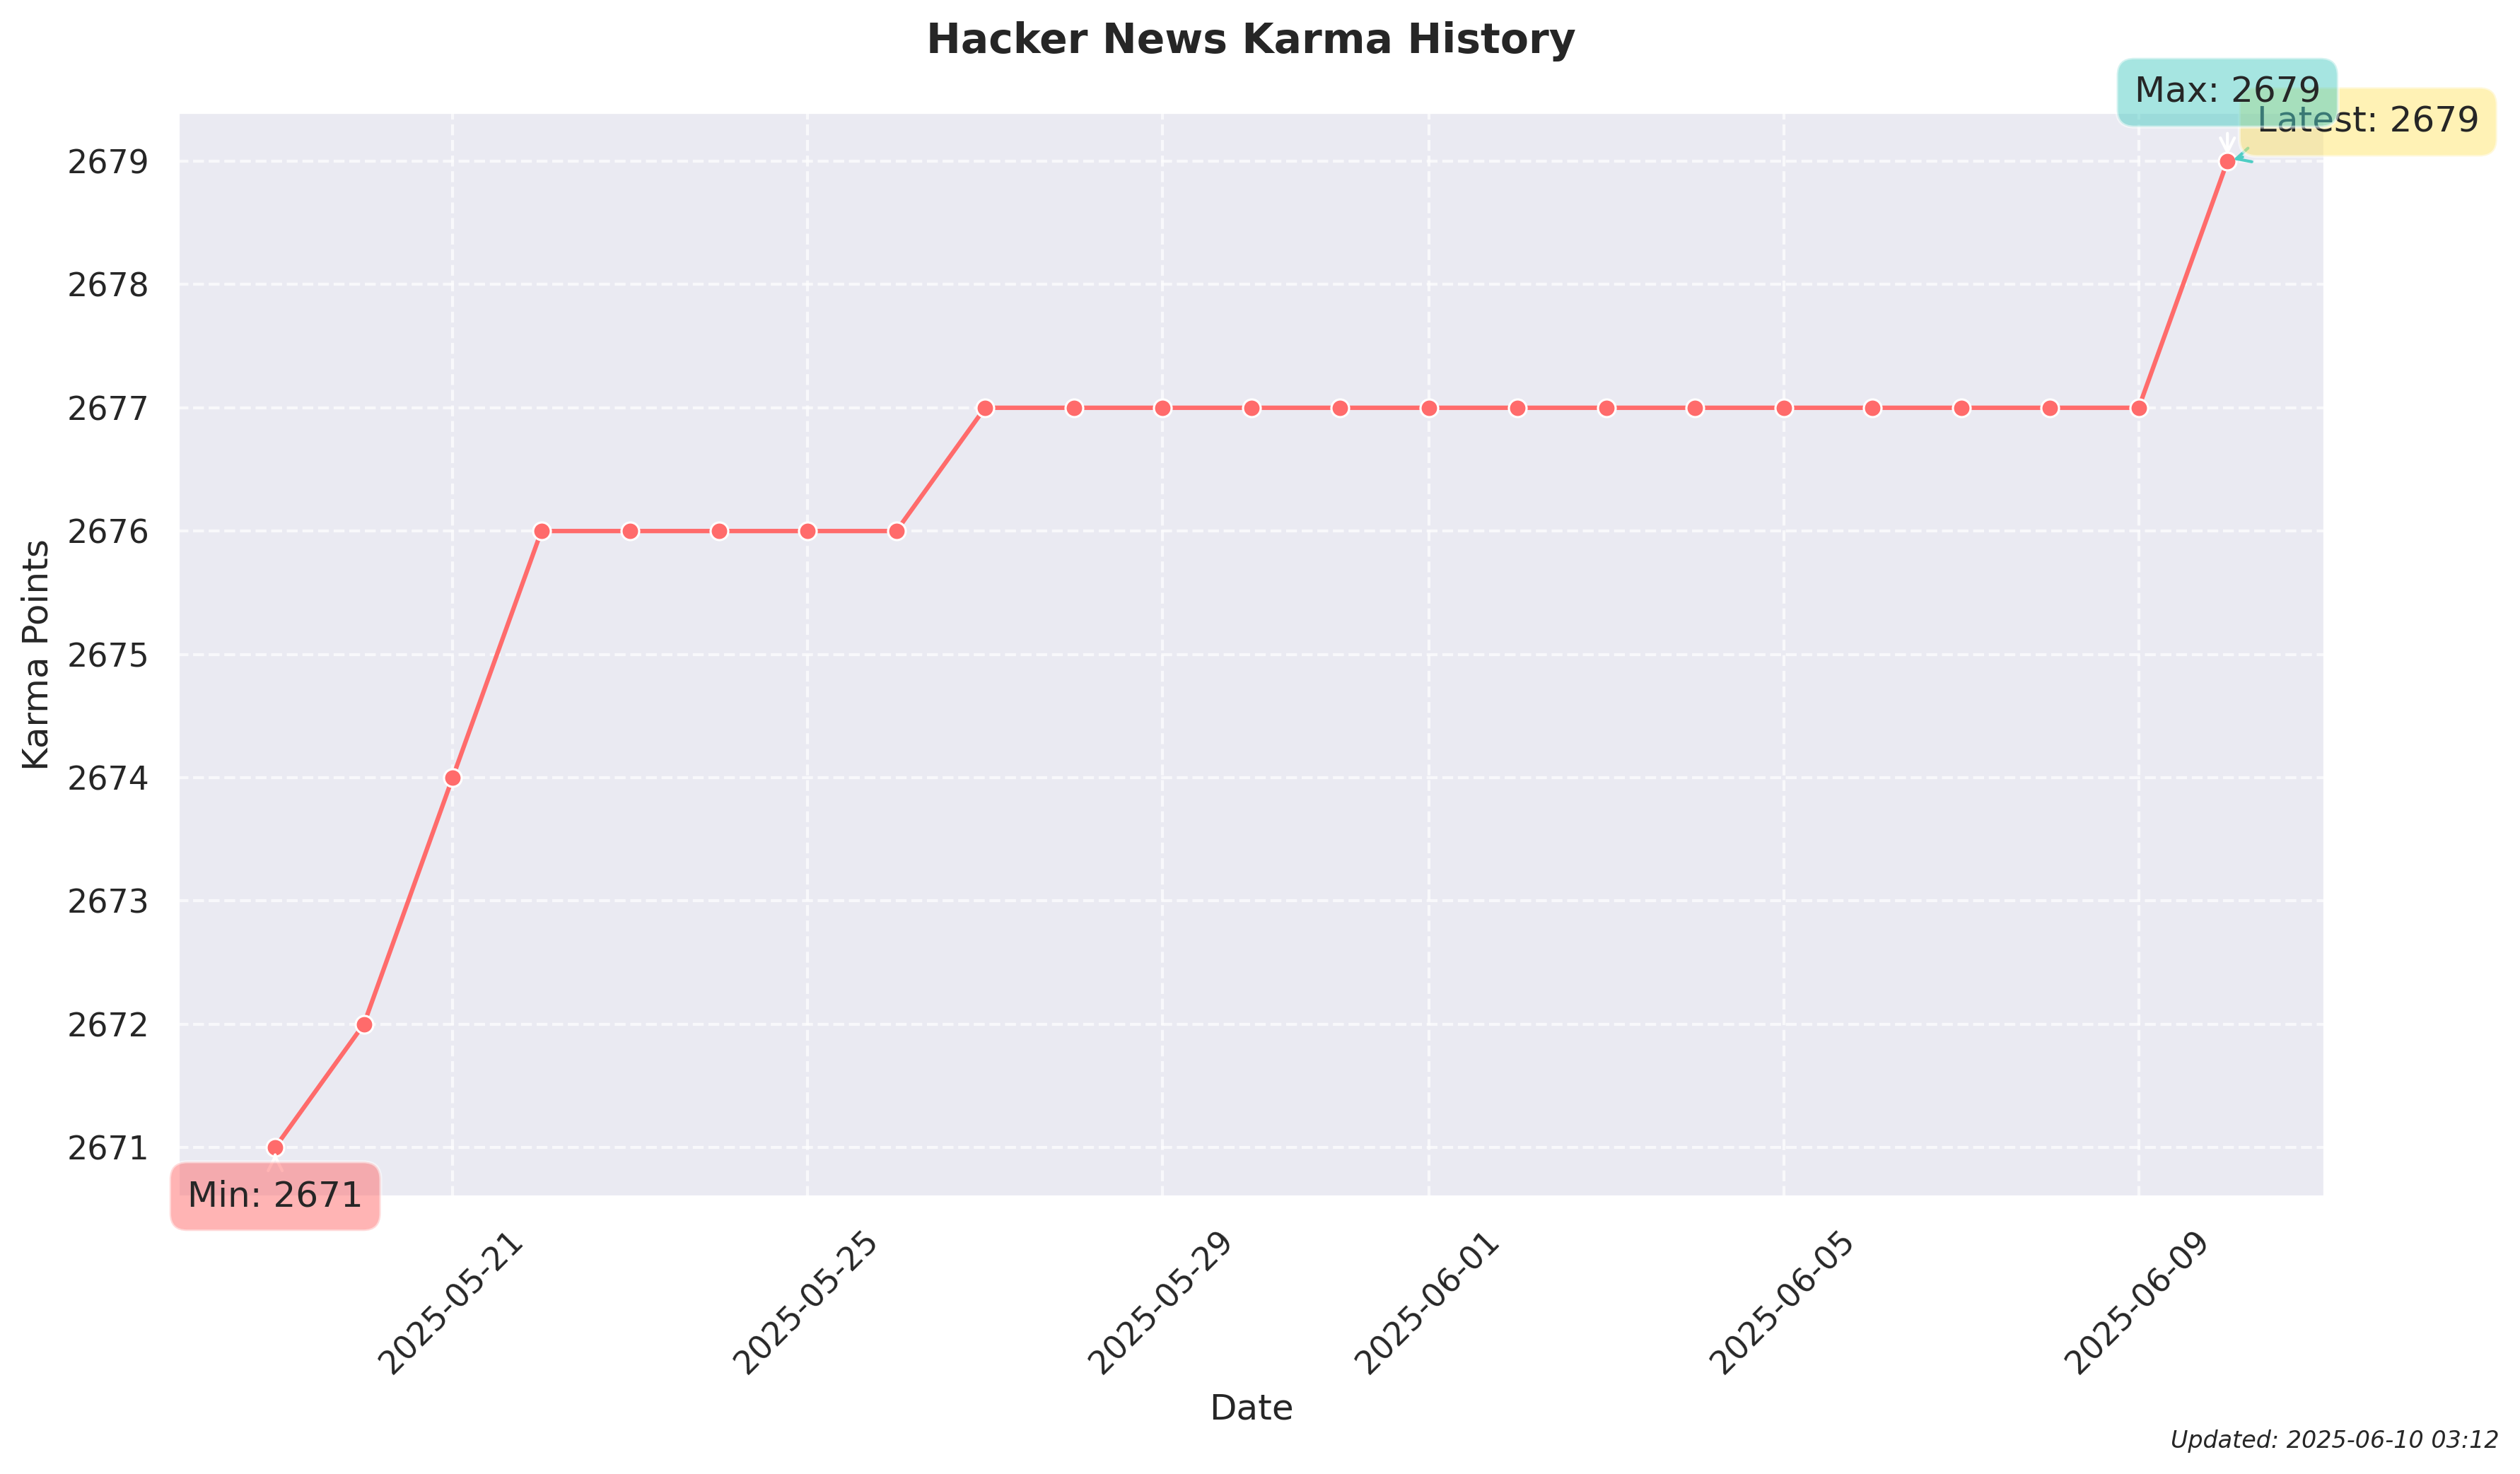 Hacker News Karma History
Max: 2679
Latest: 2679
2679
2678
2677
2676
2675
2674
2673
2672
2671
Karma Points
Min: 2671
2025-05-21
2025-05-25
2025-05-29
2025-06-01
2025-06-05
2025-06-09
Date
Updated: 2025-06-10 03:12